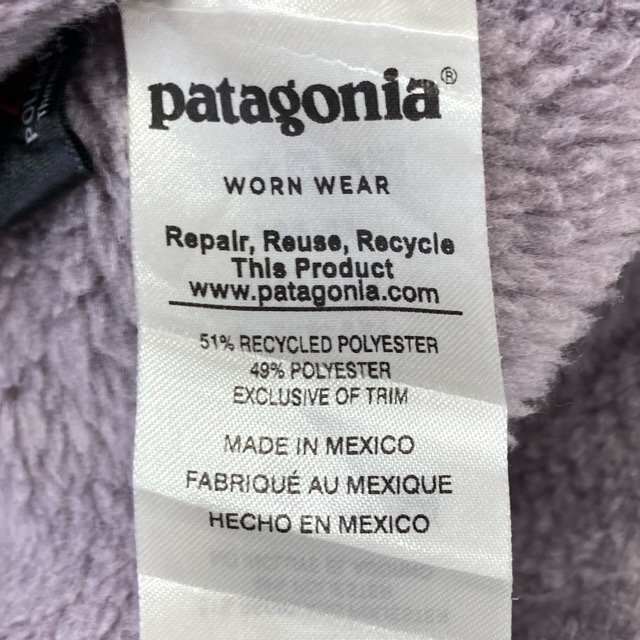 patagonia®
WORN WEAR
Repair, Reuse, Recycle
This Product
www.patagonia.com
51% RECYCLED POLYESTER
49% POLYESTER
EXCLUSIVE OF TRIM
MADE IN MEXICO
FABRIQUÉ AU MEXIQUE
HECHO EN MEXICO